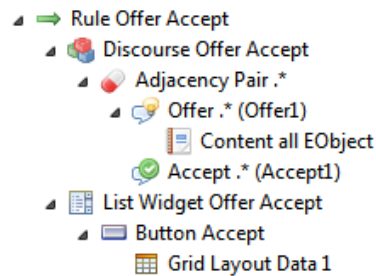 Rule Offer Accept
Discourse Offer Accept
Adjacency Pair .*
Offer .* (Offer1)
Content all EObject
Accept .* (Accept1)
List Widget Offer Accept
Button Accept
Grid Layout Data 1